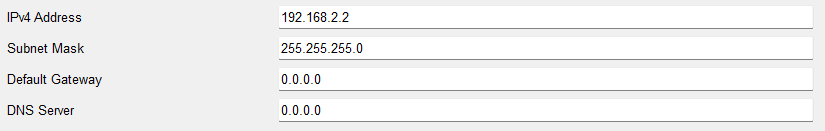 IPv4 Address 192.168.2.2
Subnet Mask 255.255.255.0
Default Gateway 0.0.0.0
DNS Server 0.0.0.0